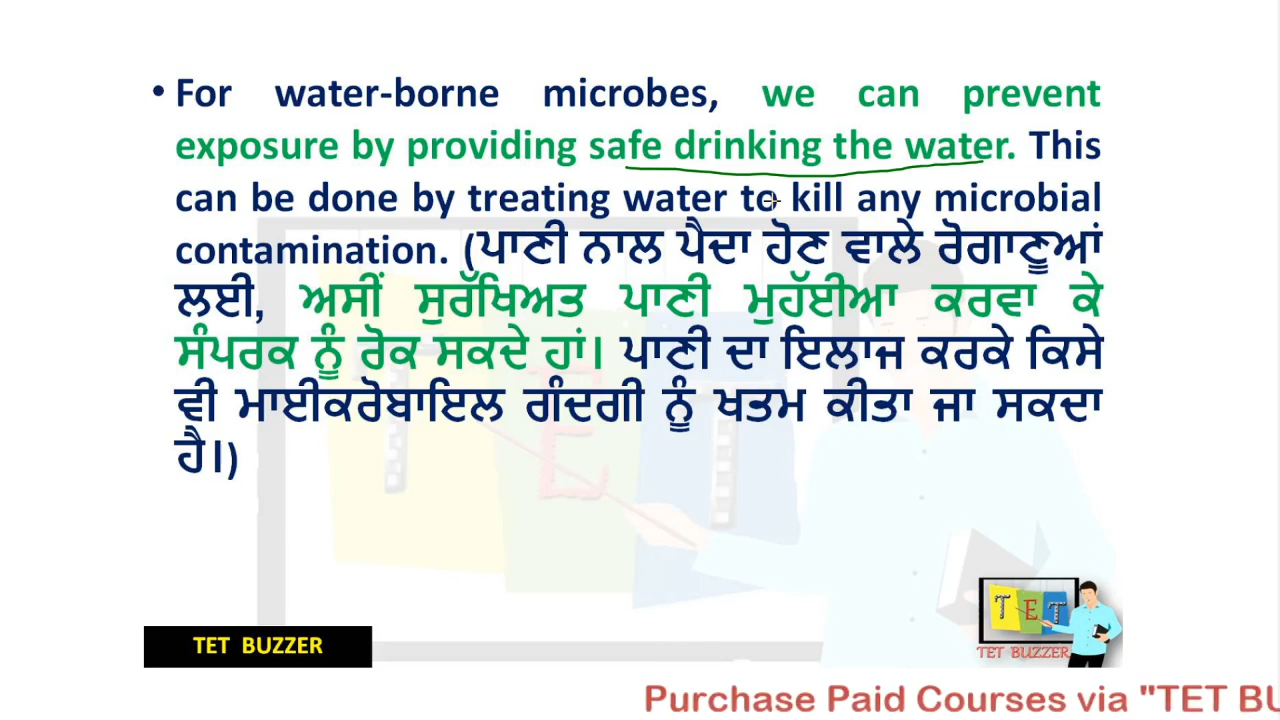 • For water-borne microbes, we can prevent
exposure by providing safe drinking the water. This
can be done by treating water to kill any microbial
contamination. (ਪਾਣੀ ਨਾਲ ਪੈਦਾ ਹੋਣ ਵਾਲੇ ਰੋਗਾਣੂਆਂ
ਲਈ, ਅਸੀਂ ਸੁਰੱਖਿਅਤ ਪਾਣੀ ਮੁਹੱਈਆ ਕਰਵਾ ਕੇ
ਸੰਪਰਕ ਨੂੰ ਰੋਕ ਸਕਦੇ ਹਾਂ। ਪਾਣੀ ਦਾ ਇਲਾਜ ਕਰਕੇ ਕਿਸੇ
ਵੀ ਮਾਈਕਰੋਬਾਇਲ ਗੰਦਗੀ ਨੂੰ ਖਤਮ ਕੀਤਾ ਜਾ ਸਕਦਾ
ਹੈ।)
TET
TET BUZZER
TET
TET BUZZER
Purchase Paid Courses via "TET BU